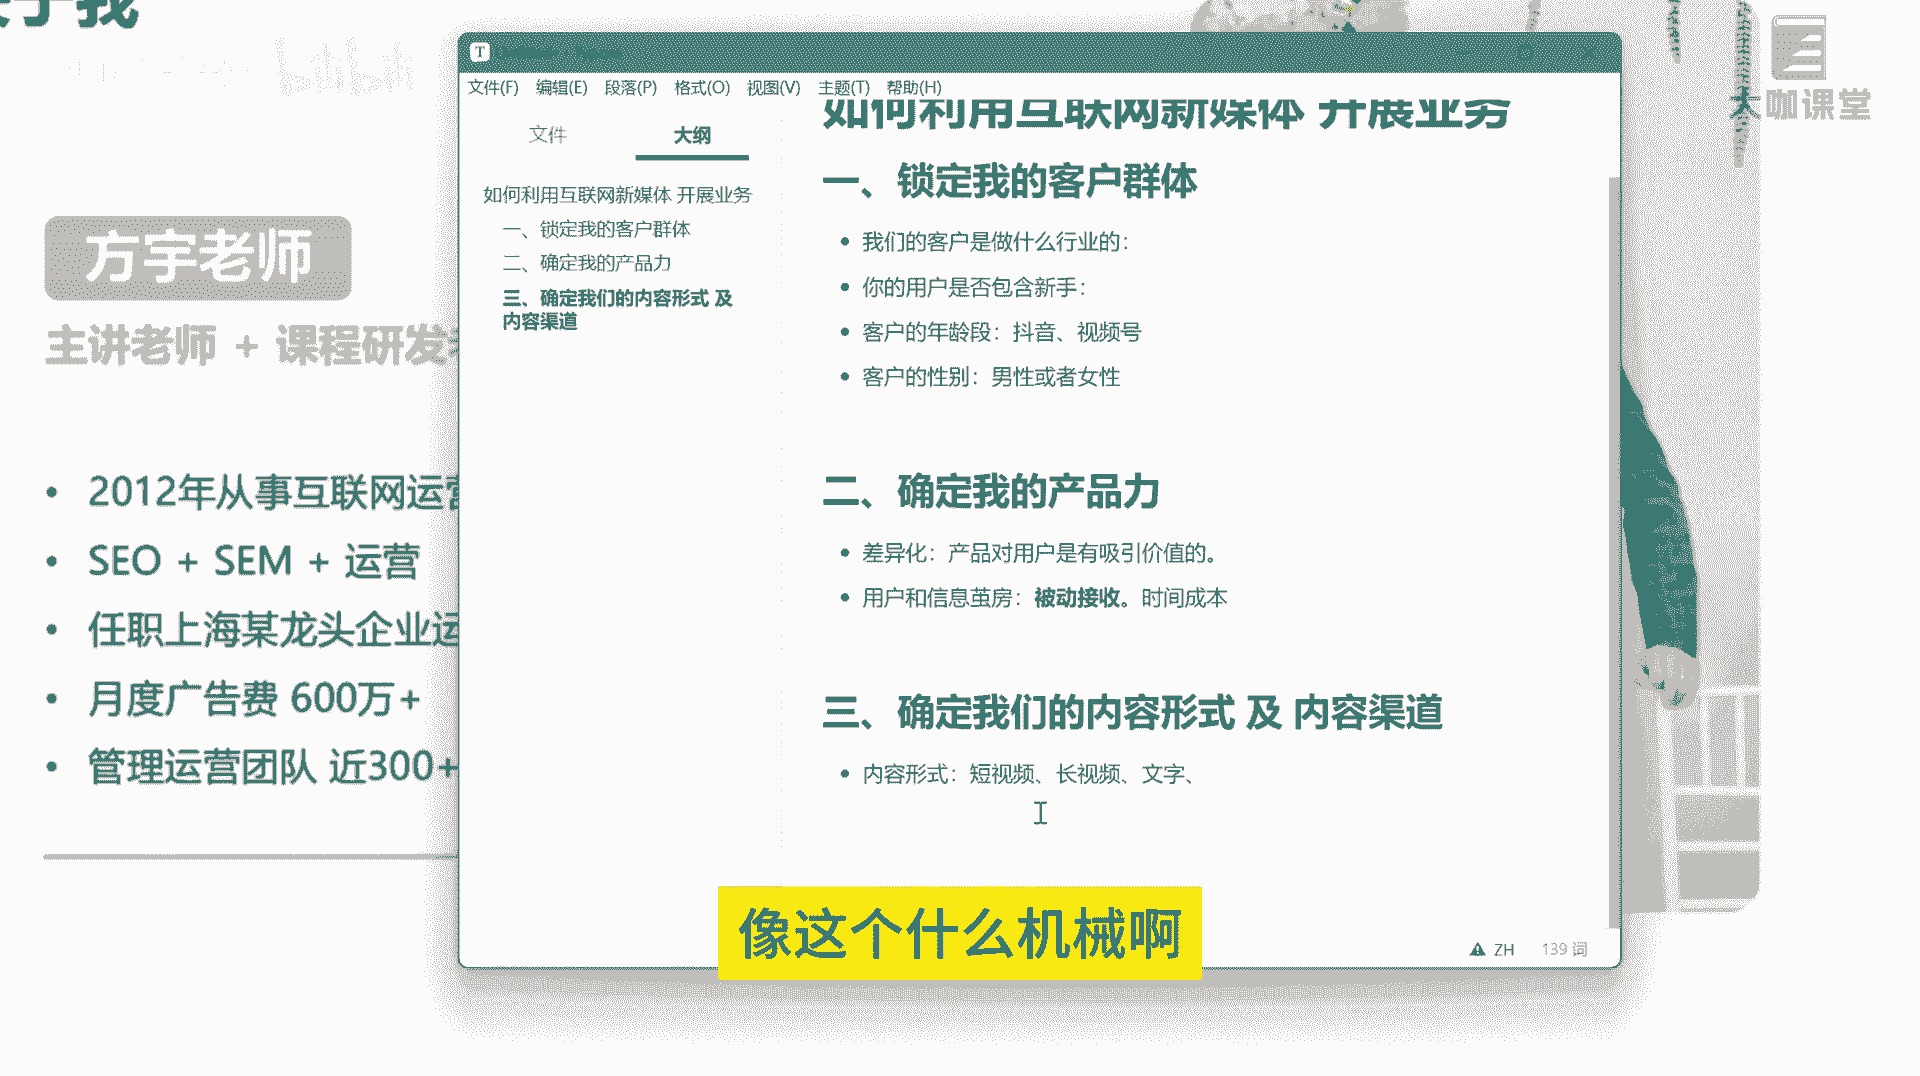 bilibili
大咖课堂
方宇老师
主讲老师 + 课程研发
2012年从事互联网运营
SEO + SEM + 运营
任职上海某龙头企业运
月度广告费 600万+
管理运营团队 近300+
T
文件(F) 编辑(E) 段落(P) 格式(O) 视图(V) 主题(T) 帮助(H)
文件 大纲
如何利用互联网新媒体 开展业务
一、锁定我的客户群体
二、确定我的产品力
三、确定我们的内容形式 及
内容渠道
如何利用互联网新媒体 开展业务
一、锁定我的客户群体
我们的客户是做什么行业的：
你的用户是否包含新手：
客户的年龄段：抖音、视频号
客户的性别：男性或者女性
二、确定我的产品力
差异化：产品对用户是有吸引价值的。
用户和信息茧房：被动接收。时间成本
三、确定我们的内容形式 及 内容渠道
内容形式：短视频、长视频、文字、
ZH 139 词
像这个什么机械啊